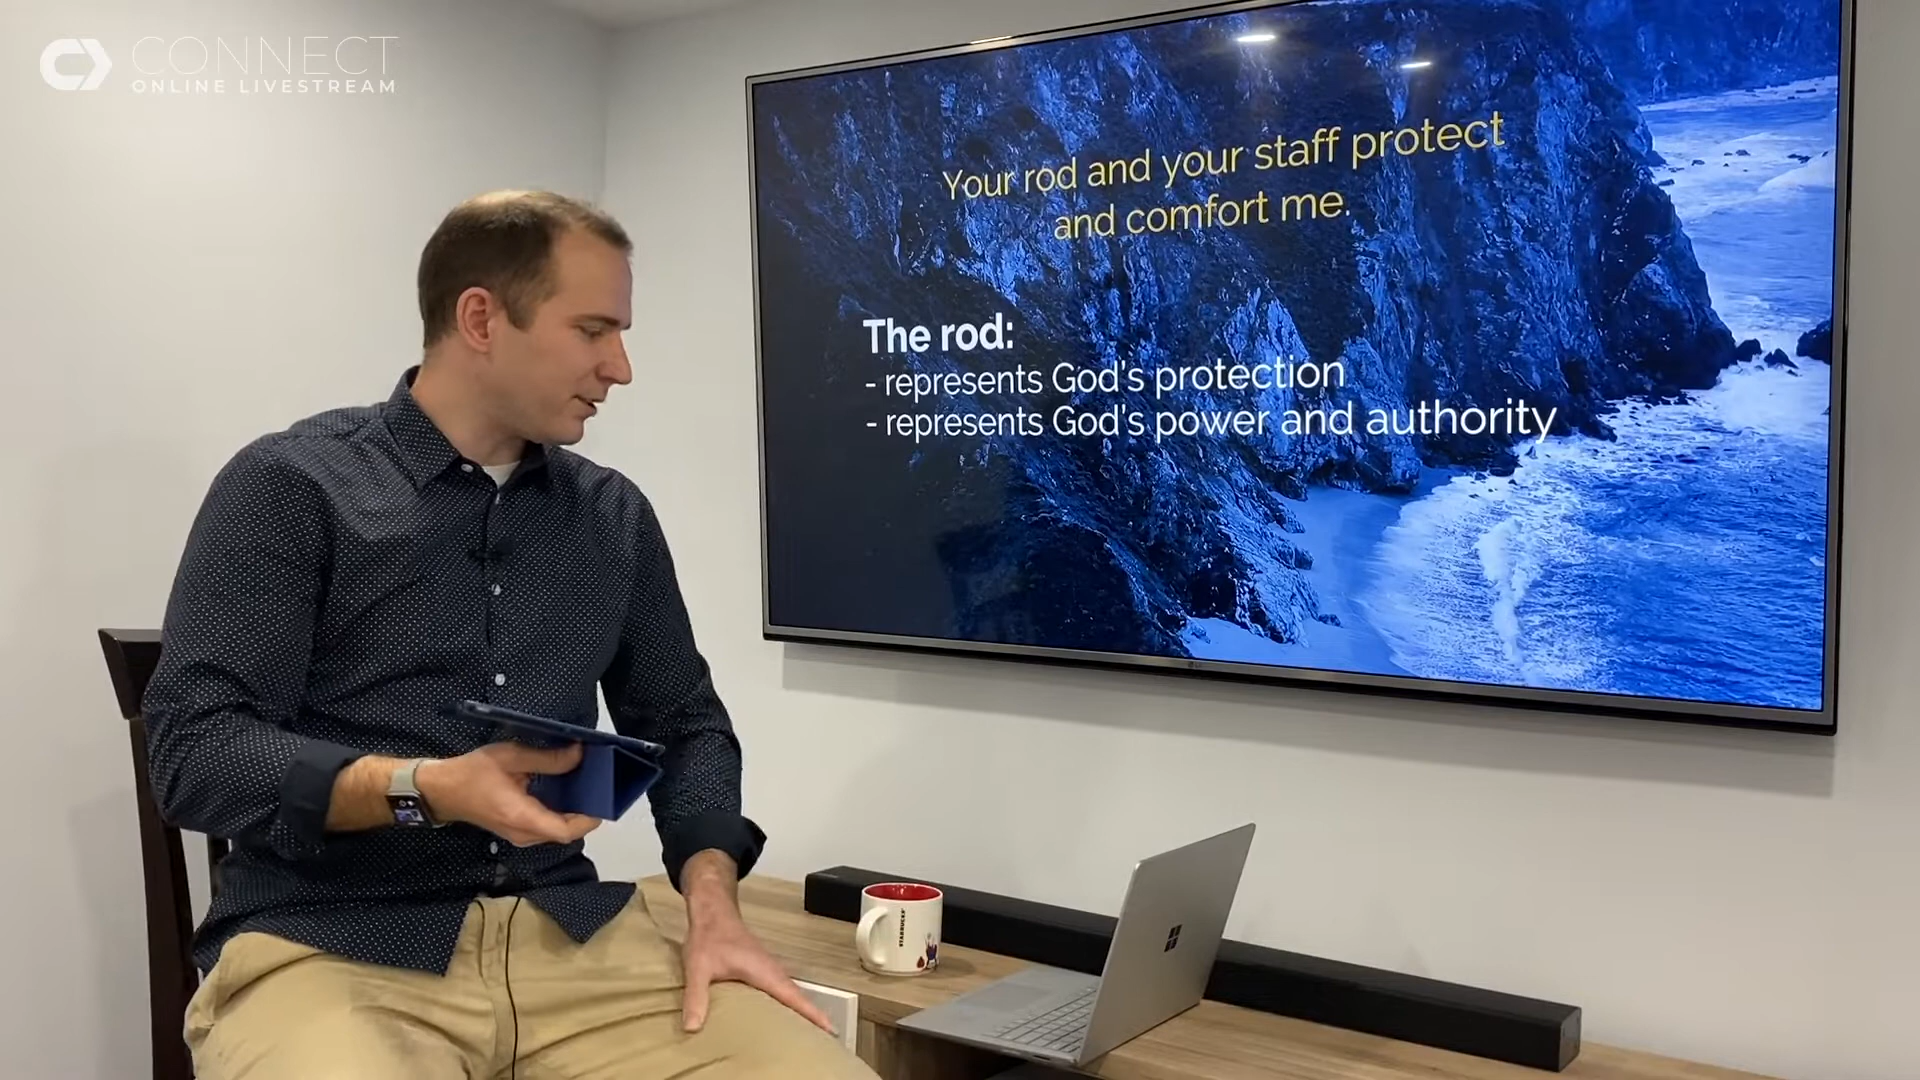 CONNECT
ONLINE LIVESTREAM
Your rod and your staff protect
and comfort me.
The rod:
- represents God's protection
- represents God's power and authority
STARBUCKS